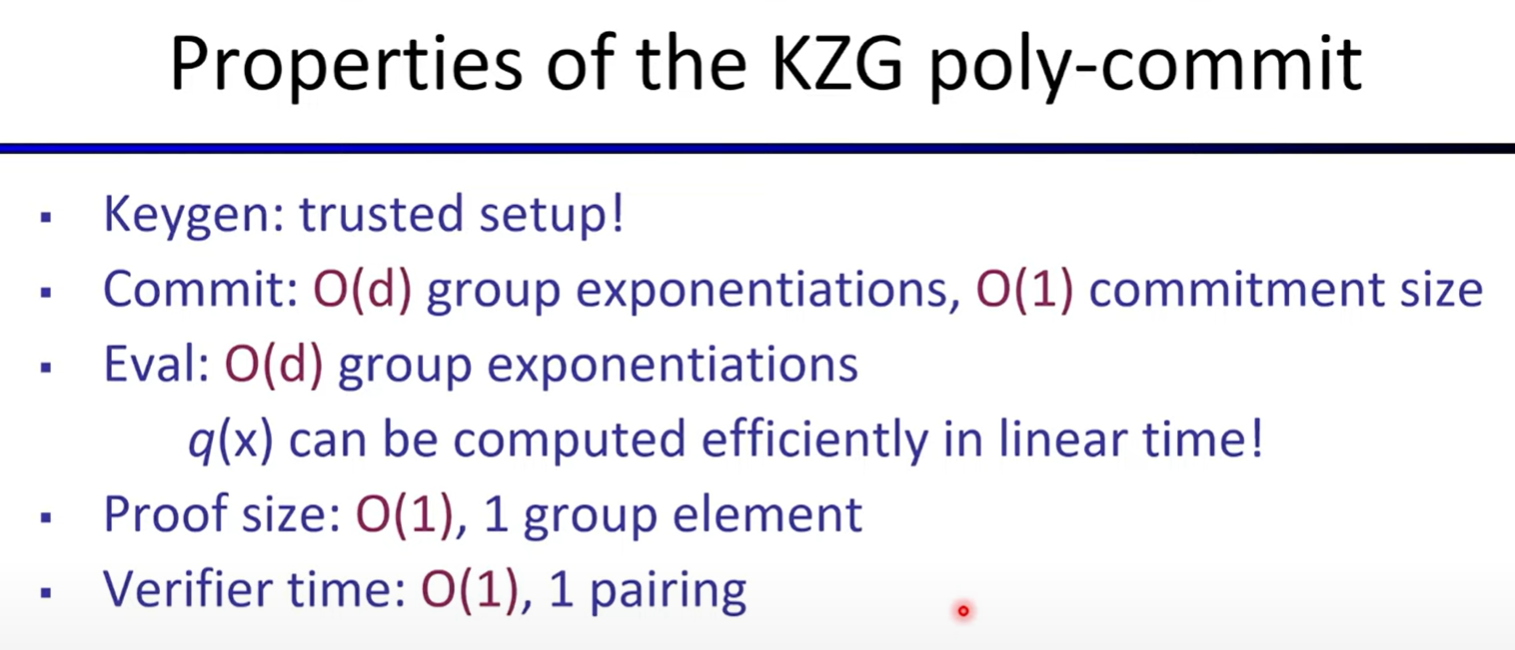 Properties of the KZG poly-commit
▪ Keygen: trusted setup!
▪ Commit: O(d) group exponentiations, O(1) commitment size
▪ Eval: O(d) group exponentiations
q(x) can be computed efficiently in linear time!
▪ Proof size: O(1), 1 group element
▪ Verifier time: O(1), 1 pairing